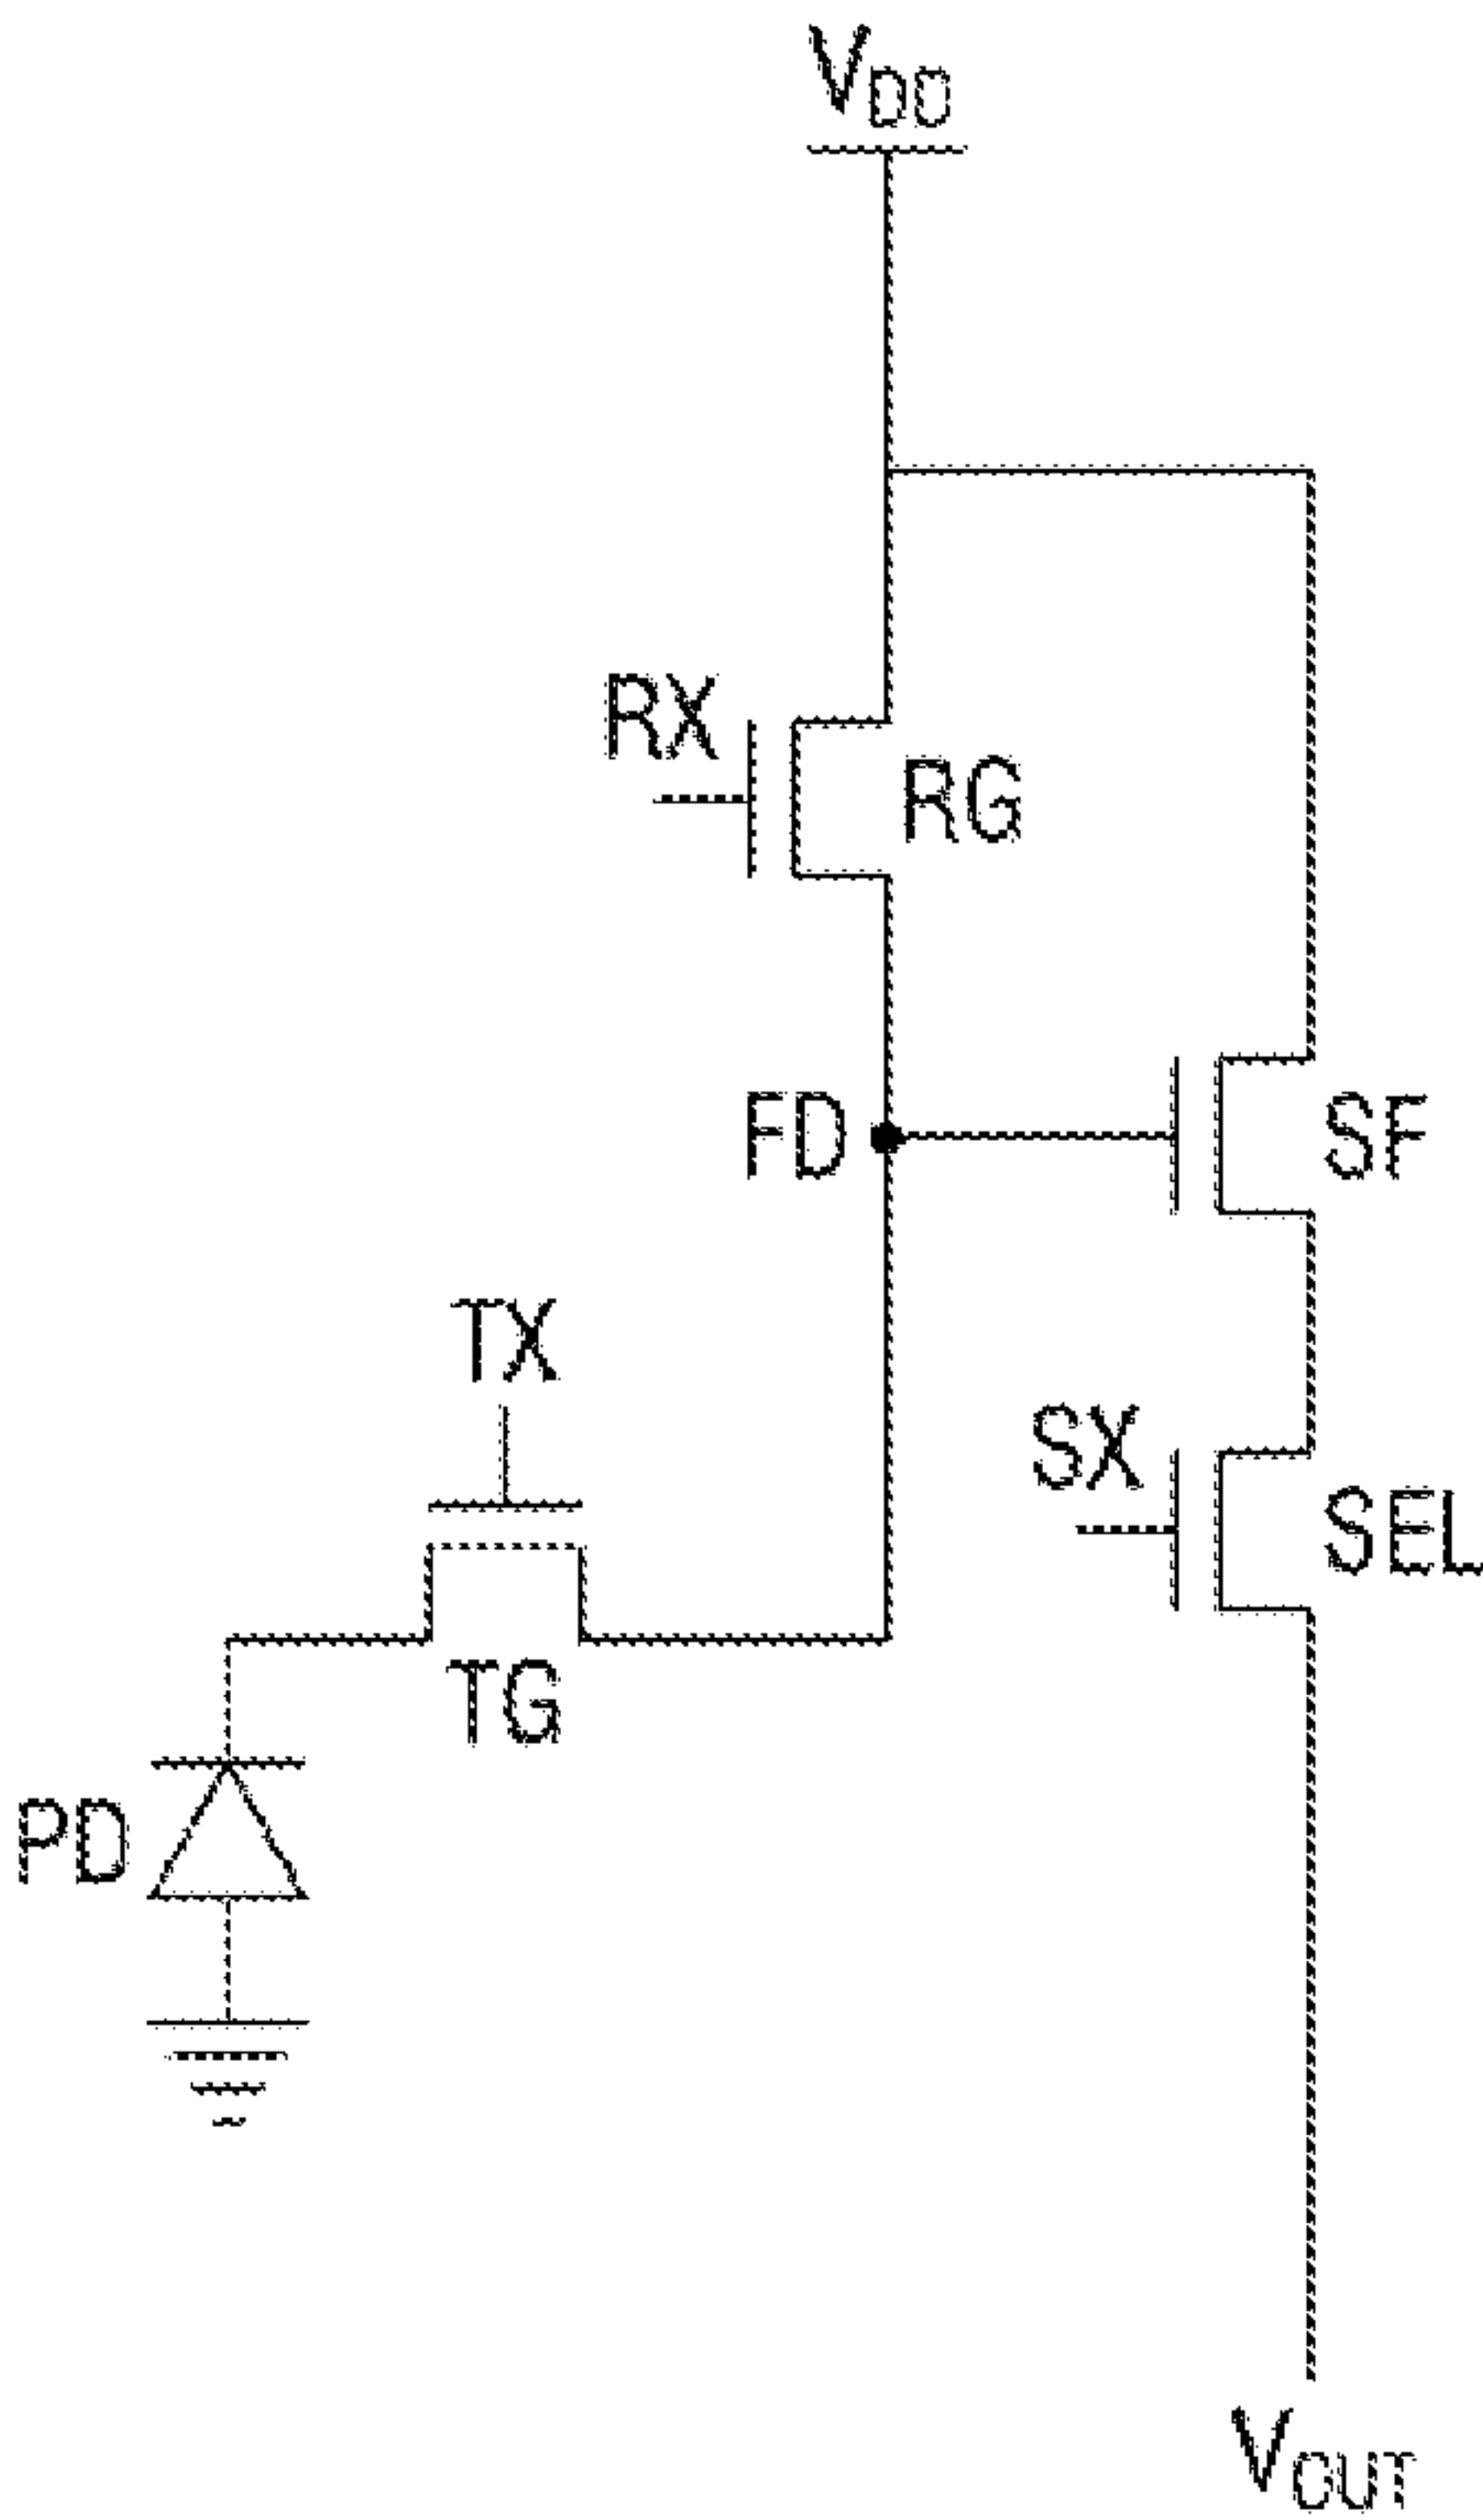 VDD
RX
RG
FD
SF
TX
SX
SEL
TG
PD
VOUT